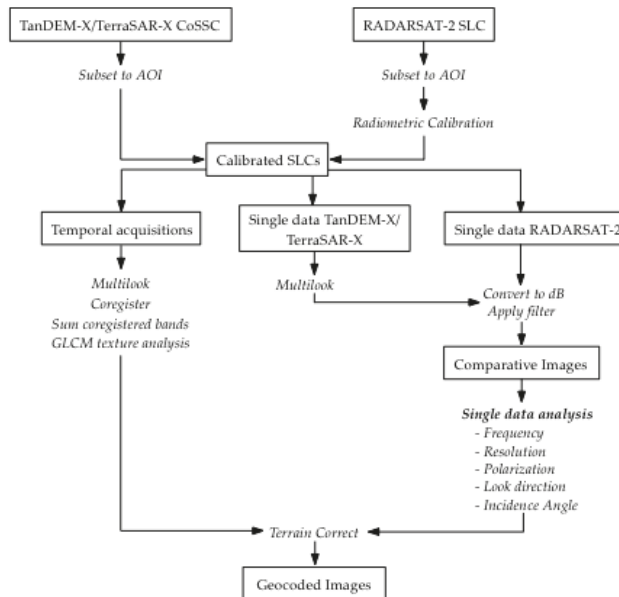 TanDEM-X/TerraSAR-X CoSSC
RADARSAT-2 SLC
Subset to AOI
Subset to AOI
Radiometric Calibration
Calibrated SLCs
Temporal acquisitions
Single data TanDEM-X/
TerraSAR-X
Single data RADARSAT-2
Multilook
Coregister
Sum coregistered bands
GLCM texture analysis
Multilook
Convert to dB
Apply filter
Comparative Images
Single data analysis
- Frequency
- Resolution
- Polarization
- Look direction
- Incidence Angle
Terrain Correct
Geocoded Images